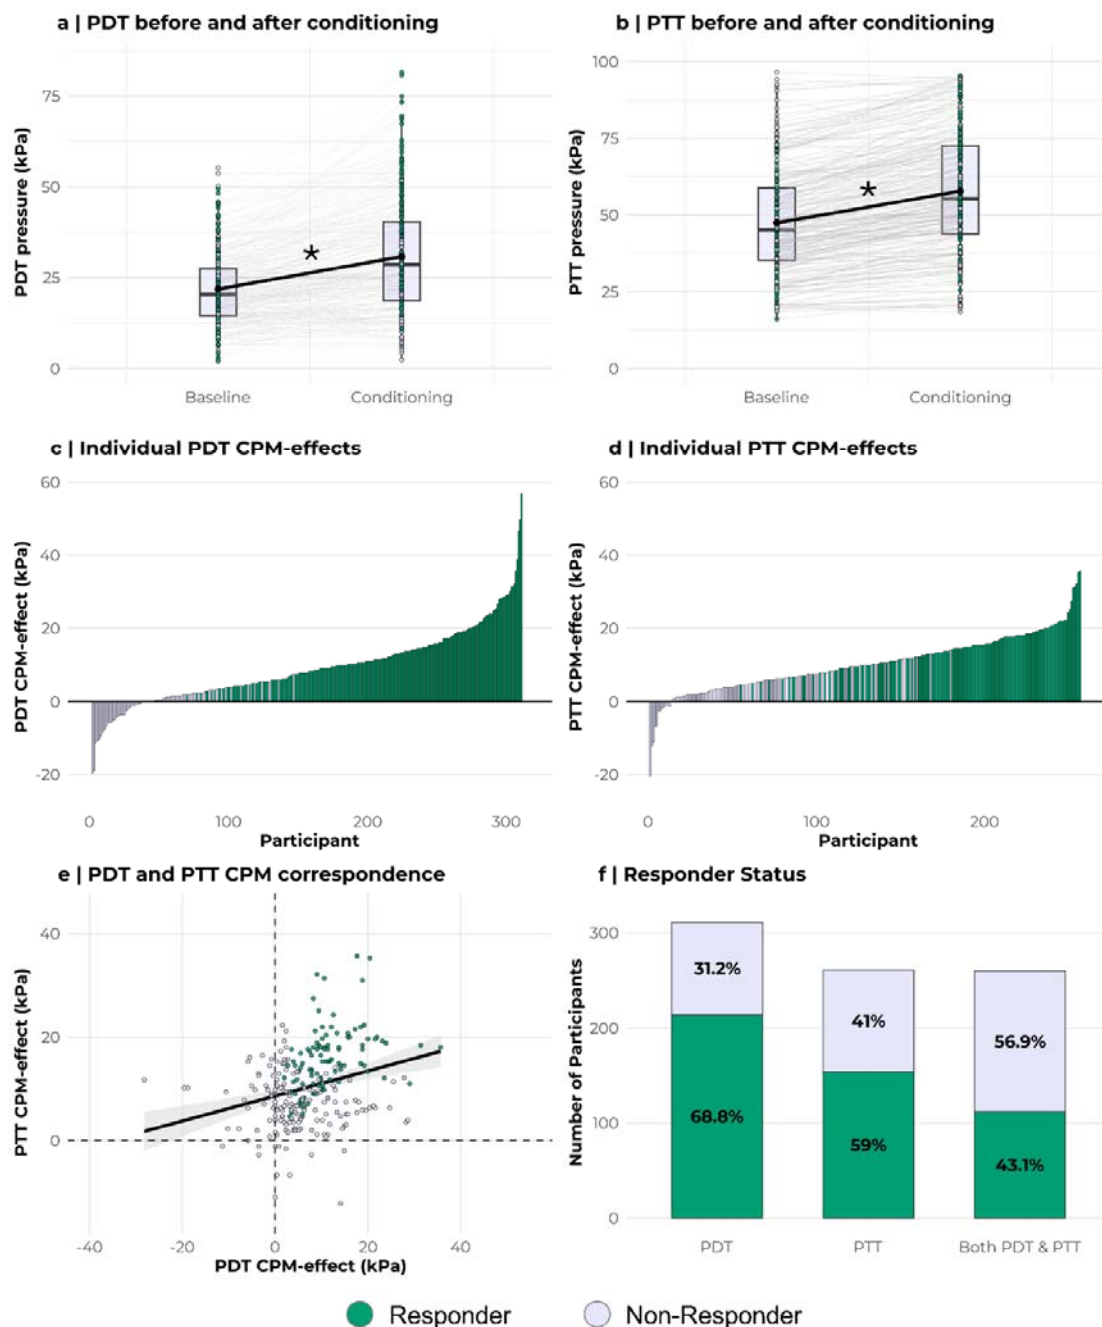 a | PDT before and after conditioning
PDT pressure (kPa)
75
50
25
0
*
Baseline
Conditioning
b | PTT before and after conditioning
PTT pressure (kPa)
100
75
50
25
0
*
Baseline
Conditioning
c | Individual PDT CPM-effects
PDT CPM-effect (kPa)
60
40
20
0
-20
0
100
200
300
Participant
d | Individual PTT CPM-effects
PTT CPM-effect (kPa)
60
40
20
0
-20
0
100
200
Participant
e | PDT and PTT CPM correspondence
PTT CPM-effect (kPa)
40
20
0
-40
-20
0
20
40
PDT CPM-effect (kPa)
f | Responder Status
Number of Participants
300
200
100
0
31.2%
68.8%
41%
59%
56.9%
43.1%
PDT
PTT
Both PDT & PTT
Responder
Non-Responder